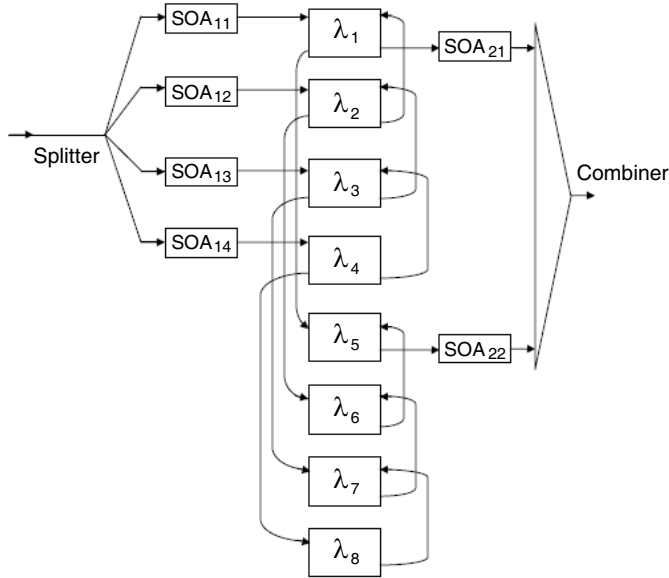 SOA11
λ1
SOA21
SOA12
λ2
Splitter
SOA13
λ3
Combiner
SOA14
λ4
λ5
SOA22
λ6
λ7
λ8